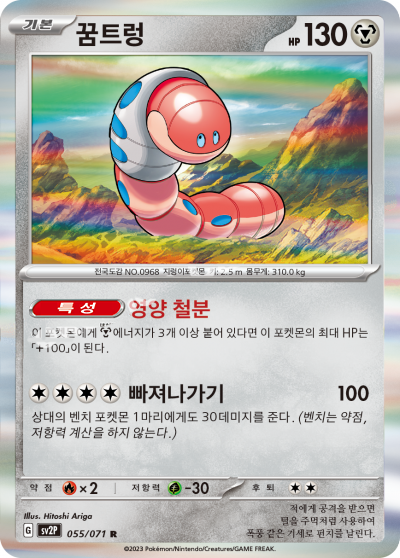 기본 꿈트렁 HP 130
전국도감 NO.0968 지렁이포켓몬 키: 2.5 m 몸무게: 310.0 kg
특성 영양 철분
이 포켓몬에게 에너지가 3개 이상 붙어 있다면 이 포켓몬의 최대 HP는
「+100」이 된다.
빠져나가기 100
상대의 벤치 포켓몬 1마리에게도 30데미지를 준다. (벤치는 약점,
저항력 계산을 하지 않는다.)
약점 ×2 저항력 -30 후퇴
Illus. Hitoshi Ariga
G SV2P 055/071 R
적에게 공격을 받으면
몸을 주먹처럼 사용하여
폭풍 같은 기세로 펀치를 날린다.
©2023 Pokémon/Nintendo/Creatures/GAME FREAK.